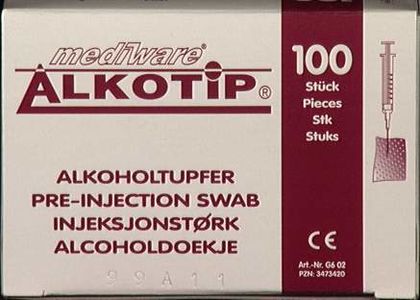 mediware®
ALKOTIP®
100
Stück
Pieces
Stk
Stuks
ALKOHOLTUPFER
PRE-INJECTION SWAB
INJEKSJONSTØRK
ALCOHOLDOEKJE
CE
Art.-Nr. G6 02
PZN: 3473420
99A11